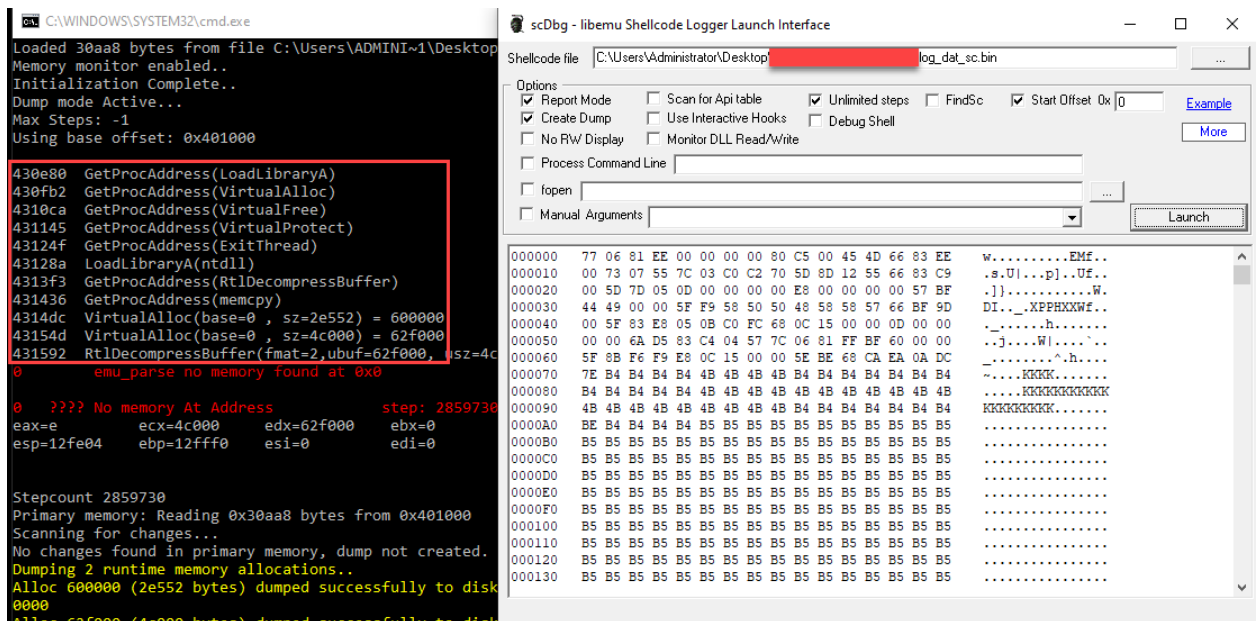 C:\WINDOWS\SYSTEM32\cmd.exe
Loaded 30aa8 bytes from file C:\Users\ADMINI~1\Desktop
Memory monitor enabled..
Initialization Complete..
Dump mode Active...
Max Steps: -1
Using base offset: 0x401000
430e80 GetProcAddress(LoadLibraryA)
430fb2 GetProcAddress(VirtualAlloc)
4310ca GetProcAddress(VirtualFree)
431145 GetProcAddress(VirtualProtect)
43124f GetProcAddress(ExitThread)
43128a LoadLibraryA(ntdll)
4313f3 GetProcAddress(RtlDecompressBuffer)
431436 GetProcAddress(memcpy)
4314dc VirtualAlloc(base=0 , sz=2e552) = 600000
43154d VirtualAlloc(base=0 , sz=4c000) = 62f000
431592 RtlDecompressBuffer(fmat=2,ubuf=62f000, usz=4c
0 emu_parse no memory found at 0x0
0 ???? No memory At Address step: 2859730
eax=e ecx=4c000 edx=62f000 ebx=0
esp=12fe04 ebp=12fff0 esi=0 edi=0
Stepcount 2859730
Primary memory: Reading 0x30aa8 bytes from 0x401000
Scanning for changes...
No changes found in primary memory, dump not created.
Dumping 2 runtime memory allocations..
Alloc 600000 (2e552 bytes) dumped successfully to disk
0000
Alloc 62f000 (4c000 bytes) dumped successfully to disk
scDbg - libemu Shellcode Logger Launch Interface
Shellcode file C:\Users\Administrator\Desktop\ log_dat_sc.bin ...
Options
Report Mode Scan for Api table Unlimited steps FindSc Start Offset 0x 0 Example
Create Dump Use Interactive Hooks Debug Shell More
No RW Display Monitor DLL Read/Write
Process Command Line
fopen ...
Manual Arguments Launch
000000 77 06 81 EE 00 00 00 00 80 C5 00 45 4D 66 83 EE w..........EMf..
000010 00 73 07 55 7C 03 C0 C2 70 5D 8D 12 55 66 83 C9 .s.U|...p]..Uf..
000020 00 5D 7D 05 0D 00 00 00 00 E8 00 00 00 00 57 BF .]}...........W.
000030 44 49 00 00 5F F9 58 50 50 48 58 58 57 66 BF 9D DI.._.XPPHXXWf..
000040 00 5F 83 E8 05 0B C0 FC 68 0C 15 00 00 0D 00 00 ._......h.......
000050 00 00 6A D5 83 C4 04 57 7C 06 81 FF BF 60 00 00 ..j....W|....`..
000060 5F 8B F6 F9 E8 0C 15 00 00 5E BE 68 CA EA 0A DC _........^.h....
000070 7E B4 B4 B4 B4 4B 4B 4B 4B B4 B4 B4 B4 B4 B4 B4 ~....KKKK.......
000080 B4 B4 B4 B4 B4 4B 4B 4B 4B 4B 4B 4B 4B 4B 4B 4B .....KKKKKKKKKKK
000090 4B 4B 4B 4B 4B 4B 4B 4B 4B B4 B4 B4 B4 B4 B4 B4 KKKKKKKKK.......
0000A0 BE B4 B4 B4 B4 B5 B5 B5 B5 B5 B5 B5 B5 B5 B5 B5 ................
0000B0 B5 B5 B5 B5 B5 B5 B5 B5 B5 B5 B5 B5 B5 B5 B5 B5 ................
0000C0 B5 B5 B5 B5 B5 B5 B5 B5 B5 B5 B5 B5 B5 B5 B5 B5 ................
0000D0 B5 B5 B5 B5 B5 B5 B5 B5 B5 B5 B5 B5 B5 B5 B5 B5 ................
0000E0 B5 B5 B5 B5 B5 B5 B5 B5 B5 B5 B5 B5 B5 B5 B5 B5 ................
0000F0 B5 B5 B5 B5 B5 B5 B5 B5 B5 B5 B5 B5 B5 B5 B5 B5 ................
000100 B5 B5 B5 B5 B5 B5 B5 B5 B5 B5 B5 B5 B5 B5 B5 B5 ................
000110 B5 B5 B5 B5 B5 B5 B5 B5 B5 B5 B5 B5 B5 B5 B5 B5 ................
000120 B5 B5 B5 B5 B5 B5 B5 B5 B5 B5 B5 B5 B5 B5 B5 B5 ................
000130 B5 B5 B5 B5 B5 B5 B5 B5 B5 B5 B5 B5 B5 B5 B5 B5 ................